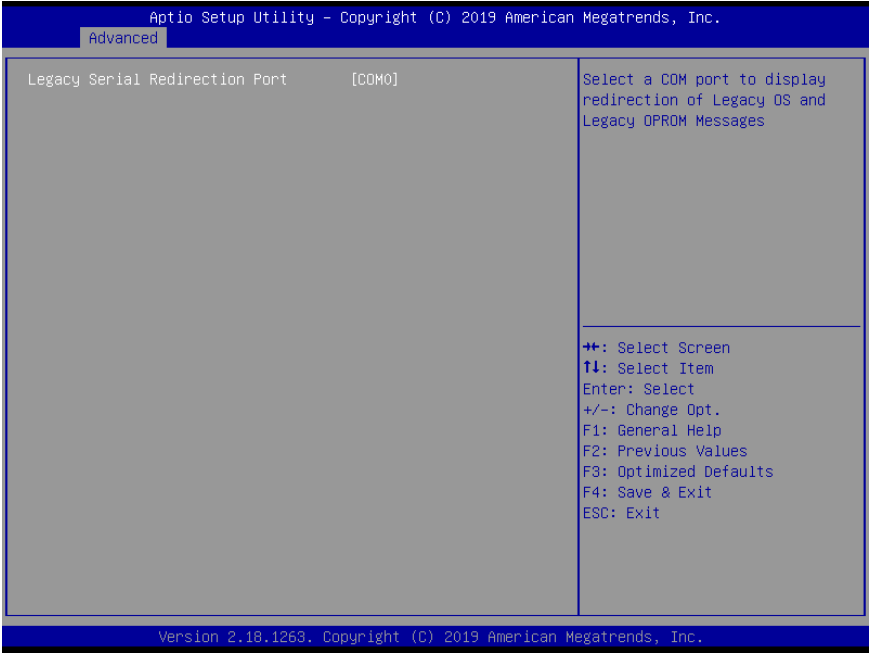 Aptio Setup Utility – Copyright (C) 2019 American Megatrends, Inc.
Advanced
Legacy Serial Redirection Port [COM0]
Select a COM port to display
redirection of Legacy OS and
Legacy OPROM Messages
→←: Select Screen
↑↓: Select Item
Enter: Select
+/-: Change Opt.
F1: General Help
F2: Previous Values
F3: Optimized Defaults
F4: Save & Exit
ESC: Exit
Version 2.18.1263. Copyright (C) 2019 American Megatrends, Inc.